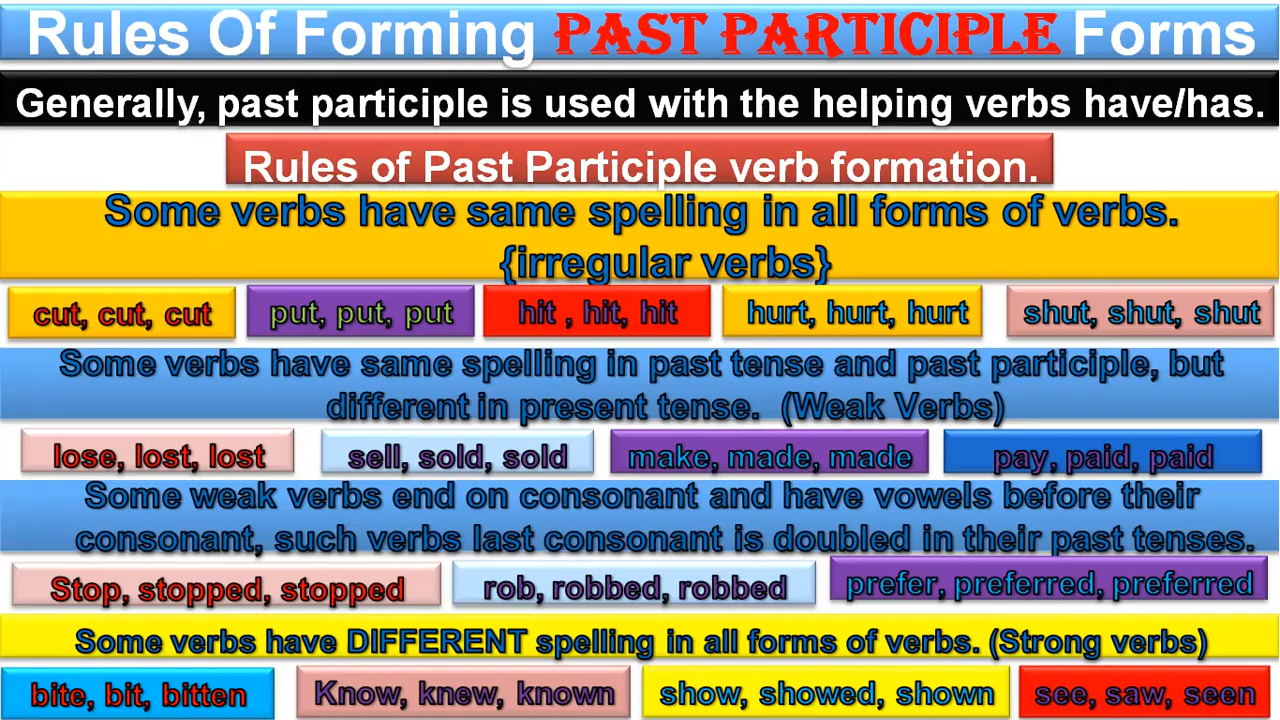 Rules Of Forming PAST PARTICIPLE Forms
Generally, past participle is used with the helping verbs have/has.
Rules of Past Participle verb formation.
Some verbs have same spelling in all forms of verbs.
{irregular verbs}
cut, cut, cut put, put, put hit , hit, hit hurt, hurt, hurt shut, shut, shut
Some verbs have same spelling in past tense and past participle, but
different in present tense. (Weak Verbs)
lose, lost, lost sell, sold, sold make, made, made pay, paid, paid
Some weak verbs end on consonant and have vowels before their
consonant, such verbs last consonant is doubled in their past tenses.
Stop, stopped, stopped rob, robbed, robbed prefer, preferred, preferred
Some verbs have DIFFERENT spelling in all forms of verbs. (Strong verbs)
bite, bit, bitten Know, knew, known show, showed, shown see, saw, seen